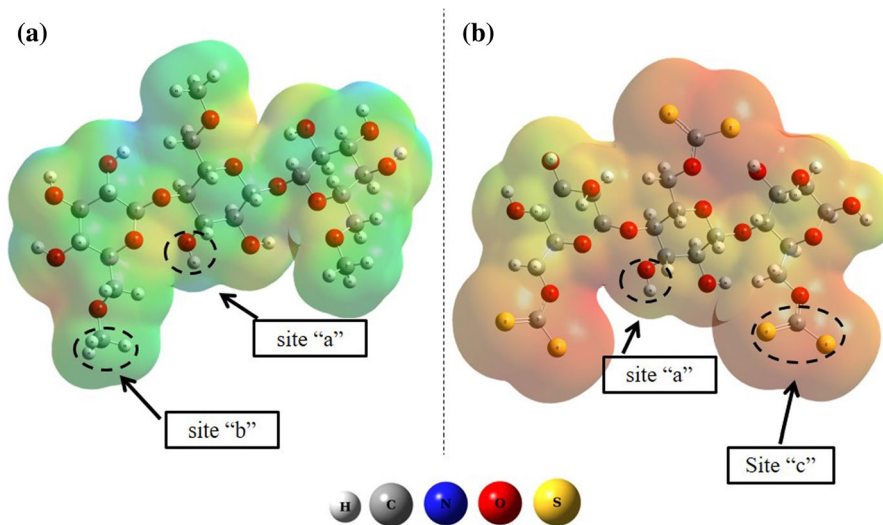 (a)
(b)
site “a”
site “b”
site “a”
Site “c”
H C N O S